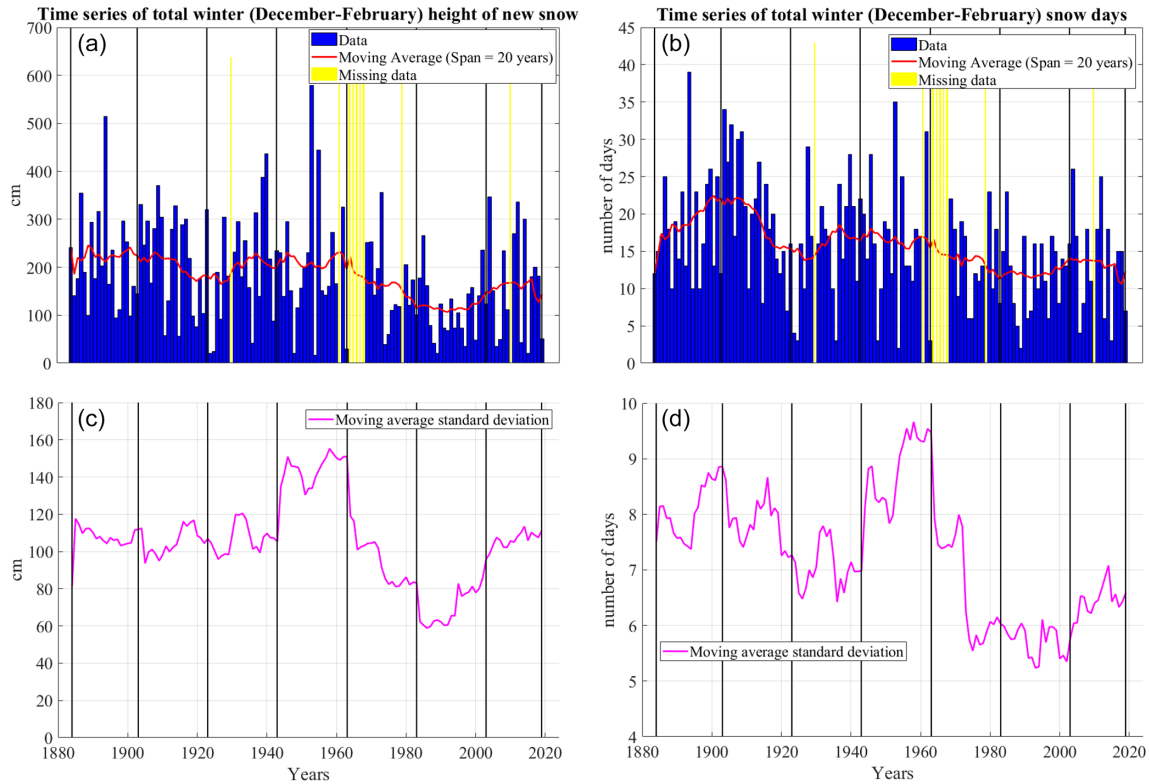 Time series of total winter (December-February) height of new snow
(a)
Data
Moving Average (Span = 20 years)
Missing data
700
600
500
400
300
200
100
0
cm
Time series of total winter (December-February) snow days
(b)
Data
Moving Average (Span = 20 years)
Missing data
45
40
35
30
25
20
15
10
5
0
number of days
(c)
Moving average standard deviation
180
160
140
120
100
80
60
40
20
0
cm
1880 1900 1920 1940 1960 1980 2000 2020
Years
(d)
Moving average standard deviation
10
9
8
7
6
5
4
number of days
1880 1900 1920 1940 1960 1980 2000 2020
Years